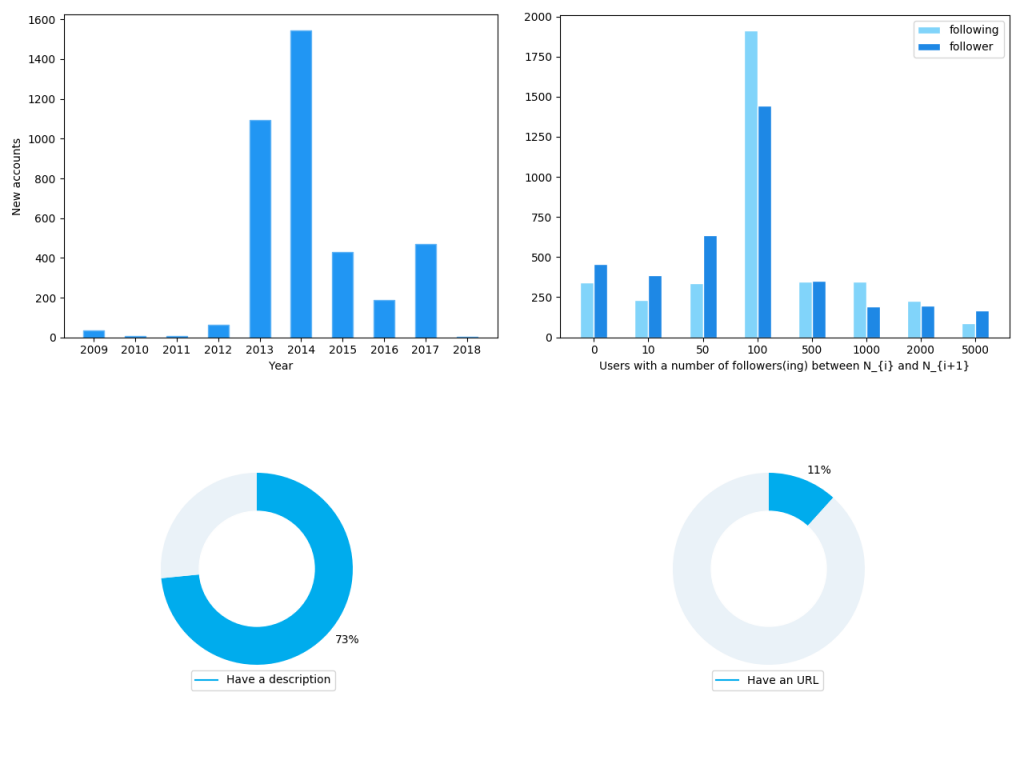 New accounts
1600
1400
1200
1000
800
600
400
200
0
2009 2010 2011 2012 2013 2014 2015 2016 2017 2018
Year
2000
1750
1500
1250
1000
750
500
250
0
following
follower
0 10 50 100 500 1000 2000 5000
Users with a number of followers(ing) between N_{i} and N_{i+1}
73%
Have a description
11%
Have an URL